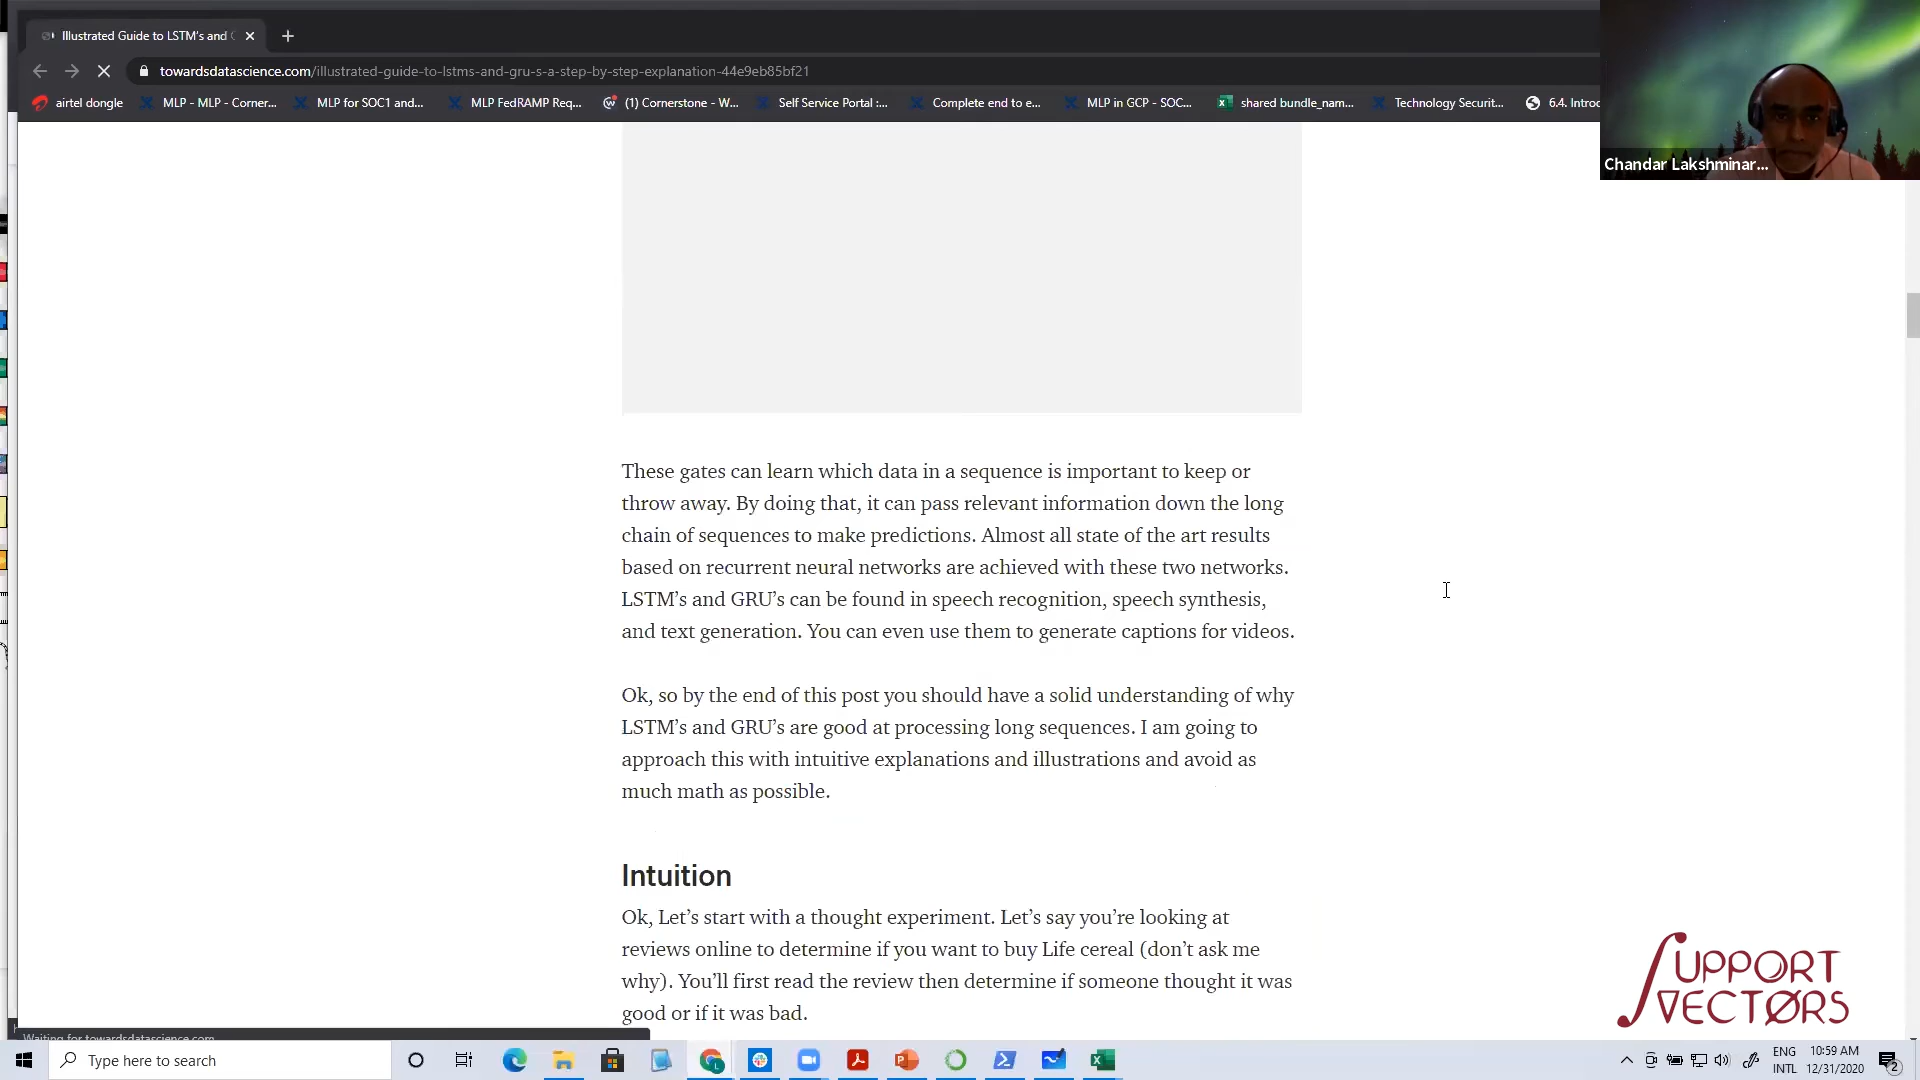 Illustrated Guide to LSTM's and
towardsdatascience.com/illustrated-guide-to-lstms-and-gru-s-a-step-by-step-explanation-44e9eb85bf21
airtel dongle
MLP - MLP - Corner...
MLP for SOC1 and...
MLP FedRAMP Req...
(1) Cornerstone - W...
Self Service Portal :...
Complete end to e...
MLP in GCP - SOC...
shared bundle_nam...
Technology Securit...
6.4. Introd
Chandar Lakshminar...
These gates can learn which data in a sequence is important to keep or
throw away. By doing that, it can pass relevant information down the long
chain of sequences to make predictions. Almost all state of the art results
based on recurrent neural networks are achieved with these two networks.
LSTM’s and GRU’s can be found in speech recognition, speech synthesis,
and text generation. You can even use them to generate captions for videos.
Ok, so by the end of this post you should have a solid understanding of why
LSTM’s and GRU’s are good at processing long sequences. I am going to
approach this with intuitive explanations and illustrations and avoid as
much math as possible.
Intuition
Ok, Let’s start with a thought experiment. Let’s say you’re looking at
reviews online to determine if you want to buy Life cereal (don’t ask me
why). You’ll first read the review then determine if someone thought it was
good or if it was bad.
SUPPORT
VECTORS
Waiting for towardsdatascience.com
Type here to search
ENG
INTL
10:59 AM
12/31/2020
2